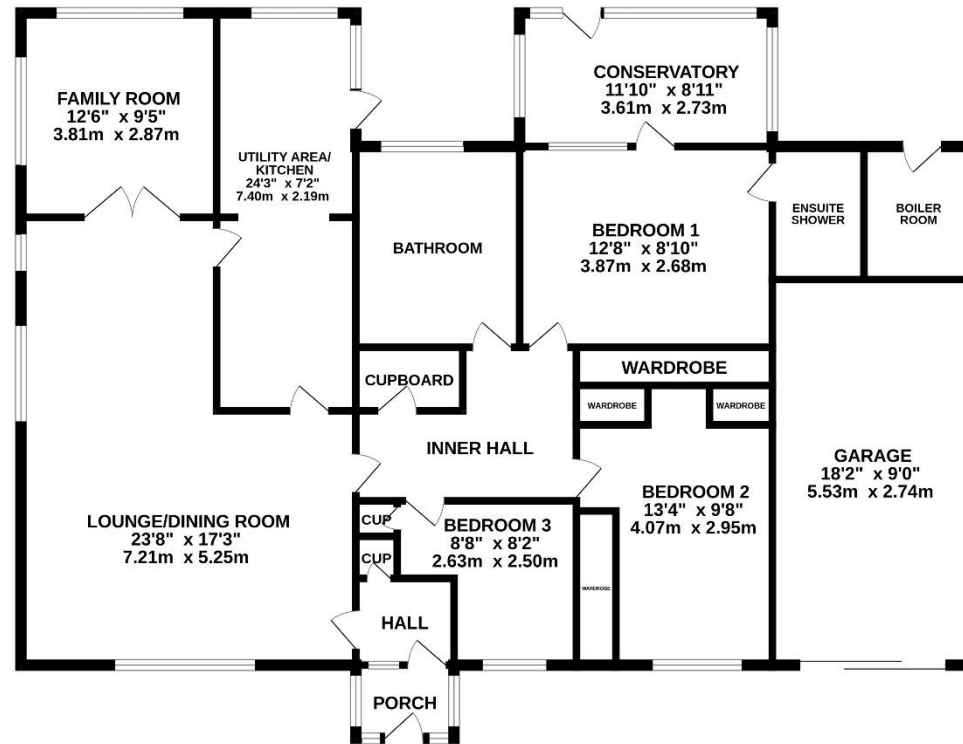 FAMILY ROOM
12'6" x 9'5"
3.81m x 2.87m
UTILITY AREA/
KITCHEN
24'3" x 7'2"
7.40m x 2.19m
CONSERVATORY
11'10" x 8'11"
3.61m x 2.73m
BATHROOM
BEDROOM 1
12'8" x 8'10"
3.87m x 2.68m
ENSUITE
SHOWER
BOILER
ROOM
CUPBOARD
WARDROBE
WARDROBE
WARDROBE
INNER HALL
LOUNGE/DINING ROOM
23'8" x 17'3"
7.21m x 5.25m
CUP
CUP
BEDROOM 3
8'8" x 8'2"
2.63m x 2.50m
BEDROOM 2
13'4" x 9'8"
4.07m x 2.95m
WARDROBE
GARAGE
18'2" x 9'0"
5.53m x 2.74m
HALL
PORCH